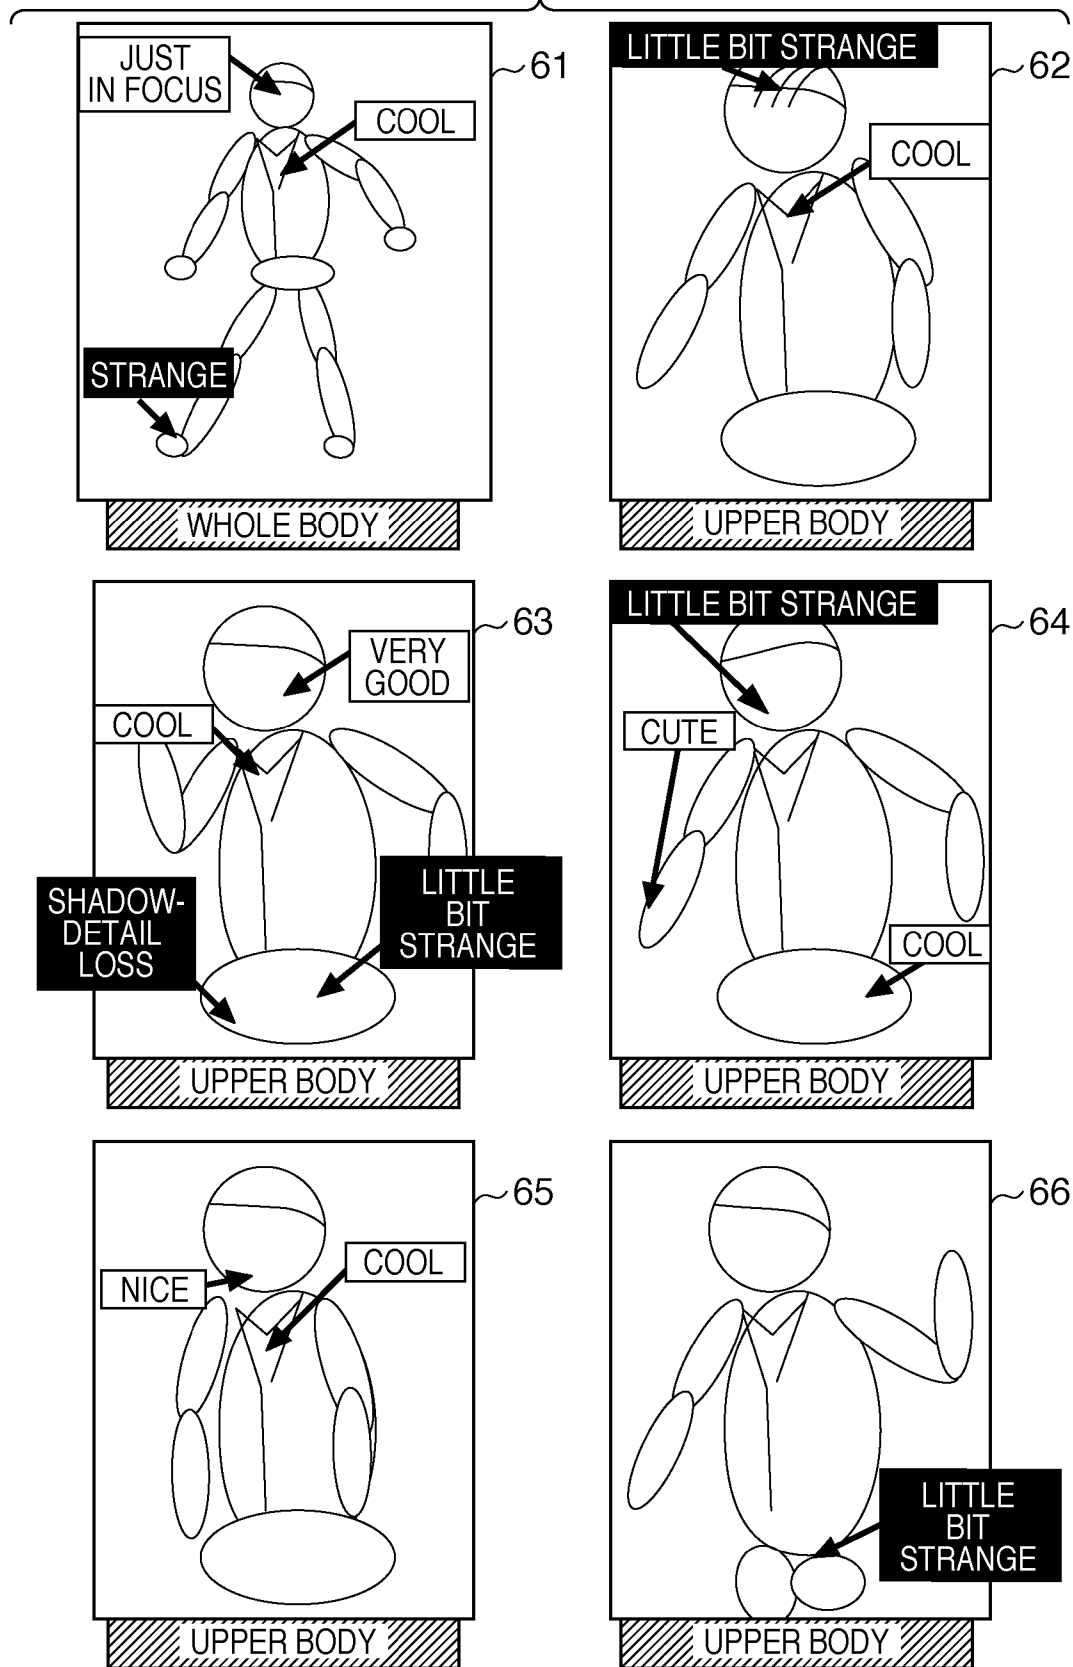 JUST
IN FOCUS
COOL
STRANGE
61
WHOLE BODY
LITTLE BIT STRANGE
COOL
62
UPPER BODY
VERY
GOOD
COOL
SHADOW-
DETAIL
LOSS
LITTLE
BIT
STRANGE
63
UPPER BODY
LITTLE BIT STRANGE
CUTE
COOL
64
UPPER BODY
NICE
COOL
65
UPPER BODY
LITTLE
BIT
STRANGE
66
UPPER BODY